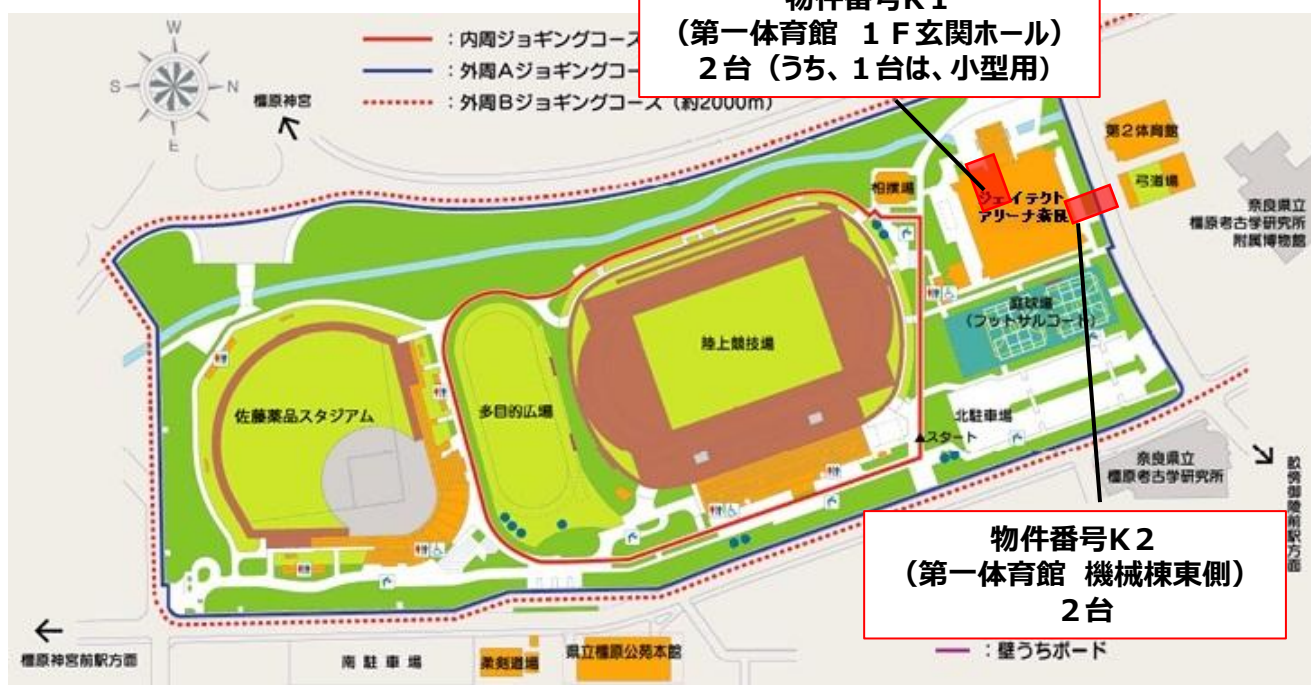 物件番号K1
（第一体育館 1F玄関ホール）
2台（うち、1台は、小型用）
W
S
N
E
橿原神宮
：内周ジョギングコース
：外周Aジョギングコー
：外周Bジョギングコース（約2000m）
第2体育館
弓道場
奈良県立
橿原考古学研究所
附属博物館
相撲場
ジェイテクト
アリーナ奈良
庭球場
（フットサルコート）
陸上競技場
多目的広場
佐藤薬品スタジアム
北駐車場
▲スタート
奈良県立
橿原考古学研究所
畝傍御陵前駅方面
物件番号K2
（第一体育館 機械棟東側）
2台
：壁うちボード
橿原神宮前駅方面
南駐車場
柔剣道場
県立橿原公苑本館